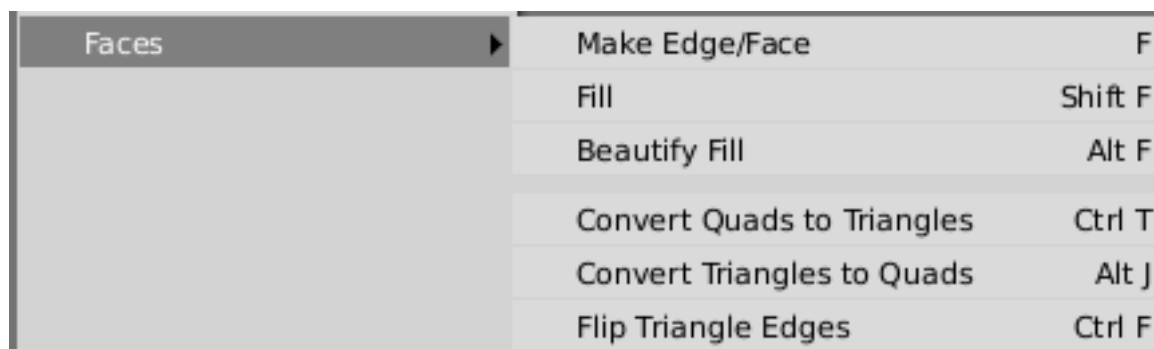 Faces
Make Edge/Face F
Fill Shift F
Beautify Fill Alt F
Convert Quads to Triangles Ctrl T
Convert Triangles to Quads Alt J
Flip Triangle Edges Ctrl F